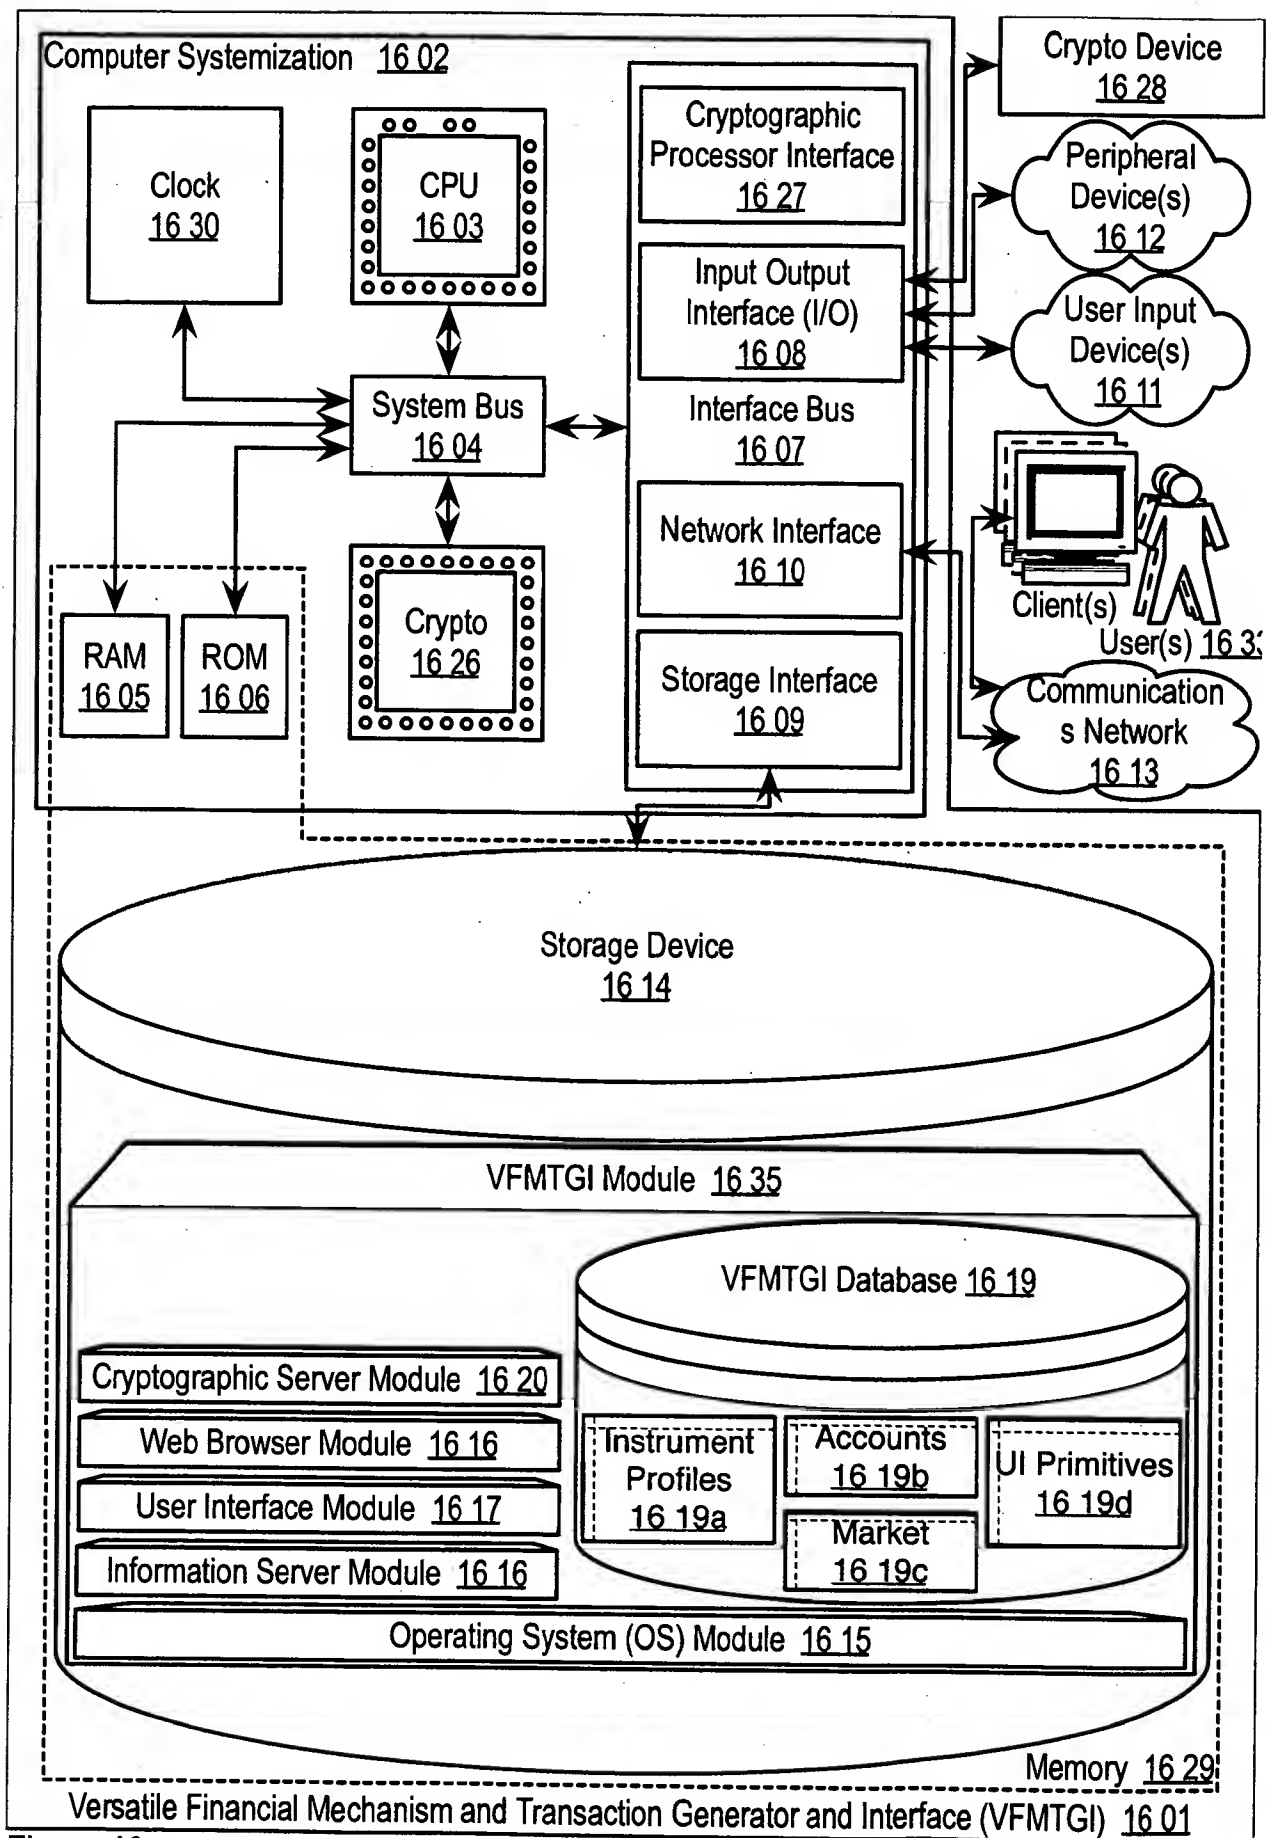 Computer Systemization 16 02
Clock
16 30
CPU
16 03
System Bus
16 04
Crypto
16 26
RAM
16 05
ROM
16 06
Cryptographic
Processor Interface
16 27
Input Output
Interface (I/O)
16 08
Interface Bus
16 07
Network Interface
16 10
Storage Interface
16 09
Crypto Device
16 28
Peripheral
Device(s)
16 12
User Input
Device(s)
16 11
Client(s)
User(s)
Communication
s Network
16 13
Storage Device
16 14
VFMTGI Module 16 35
VFMTGI Database 16 19
Cryptographic Server Module 16 20
Web Browser Module 16 16
User Interface Module 16 17
Information Server Module 16 16
Instrument
Profiles
16 19a
Accounts
16 19b
Market
16 19c
UI Primitives
16 19d
Operating System (OS) Module 16 15
Memory 16 29
Versatile Financial Mechanism and Transaction Generator and Interface (VFMTGI) 16 01